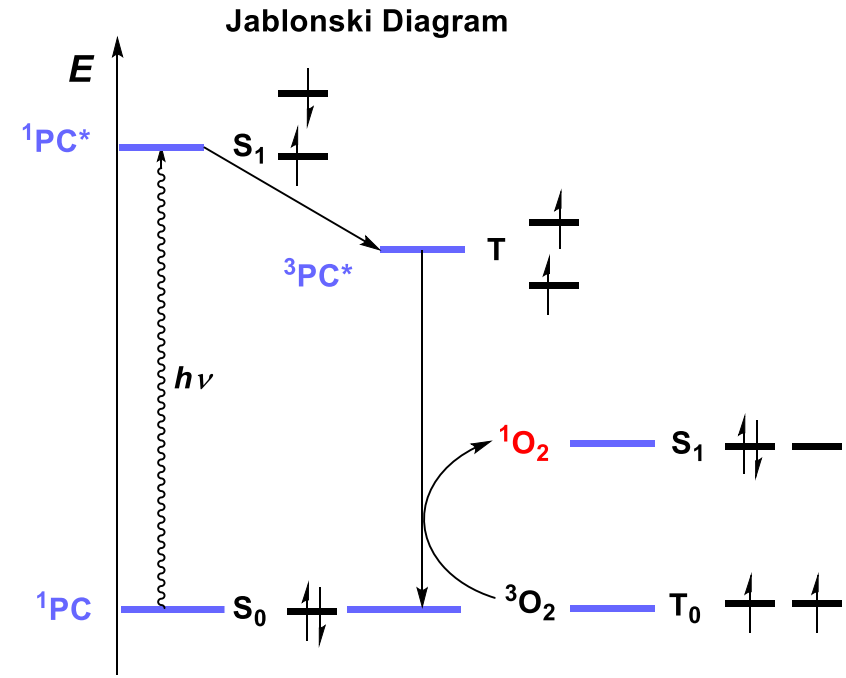 Jablonski Diagram
E
¹PC*
S₁
³PC*
T
hν
¹O₂
S₁
¹PC
S₀
³O₂
T₀